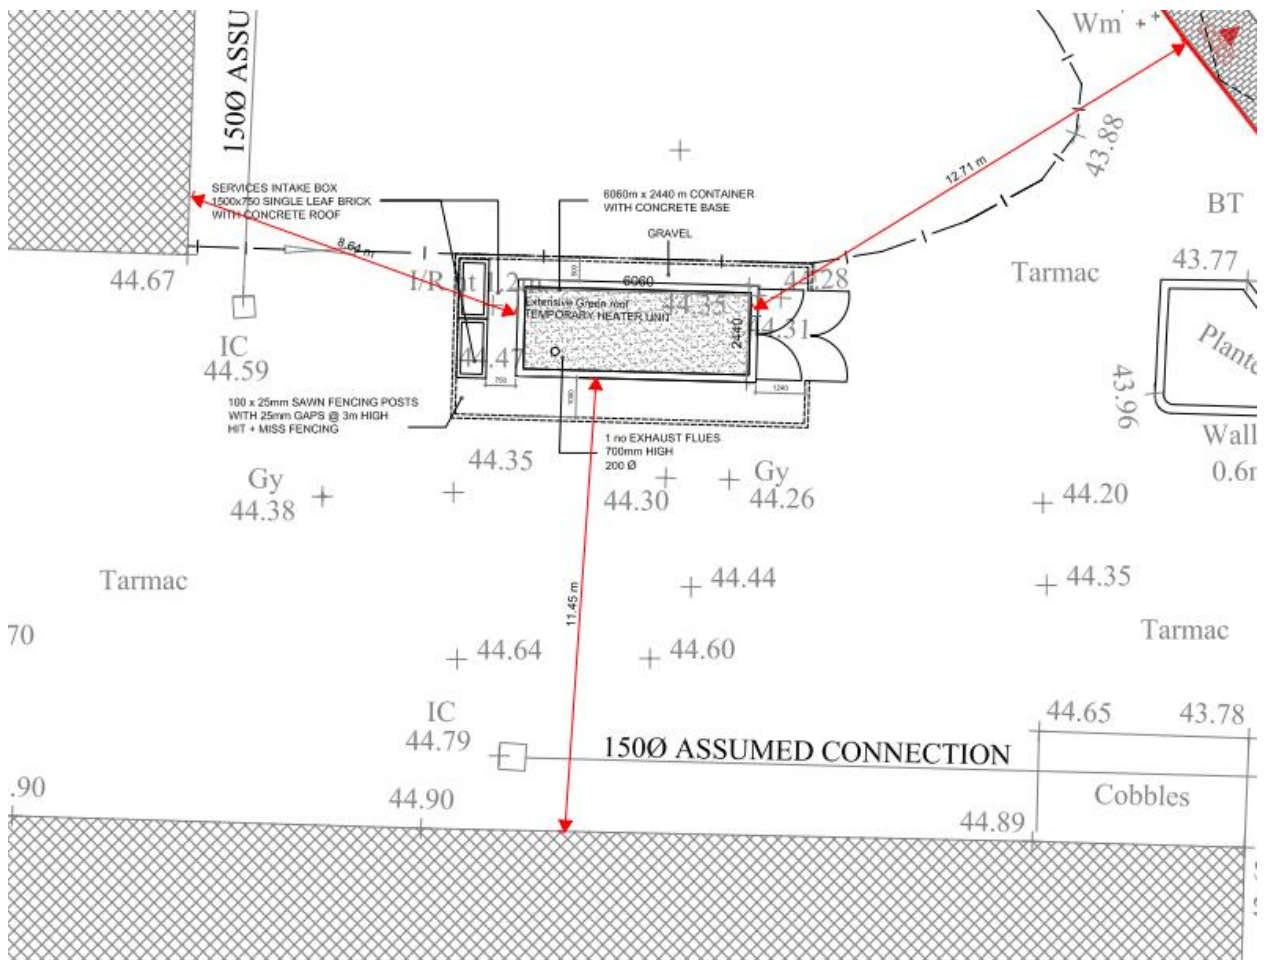 150Ø ASSU
Wm
43.88
12.71 m
SERVICES INTAKE BOX
1500x750 SINGLE LEAF BRICK
WITH CONCRETE ROOF
6060m x 2440 m CONTAINER
WITH CONCRETE BASE
GRAVEL
BT
8.64 m
44.67
I/R ht 1.2m
6060
44.28
Tarmac
43.77
Extensive Green roof
TEMPORARY HEATER UNIT
44.35
44.31
2440
IC
44.59
44.47
750
1240
Plante
43.96
100 x 25mm SAWN FENCING POSTS
WITH 25mm GAPS @ 3m HIGH
HIT + MISS FENCING
1 no EXHAUST FLUES
700mm HIGH
200 Ø
Wall
0.6m
44.35
Gy
44.38
44.30
Gy
44.26
44.20
Tarmac
44.44
44.35
11.45 m
70
44.64
44.60
Tarmac
IC
44.79
150Ø ASSUMED CONNECTION
44.65
43.78
Cobbles
.90
44.90
44.89